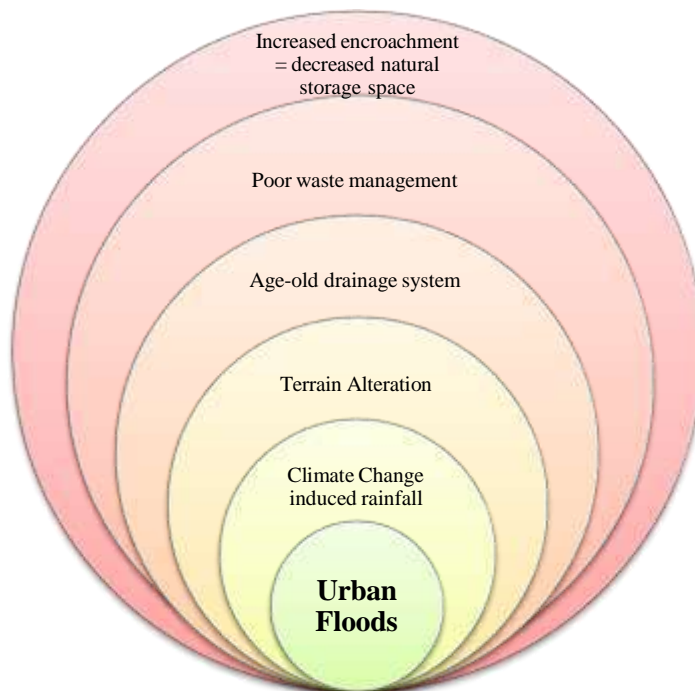 Increased encroachment
= decreased natural
storage space
Poor waste management
Age-old drainage system
Terrain Alteration
Climate Change
induced rainfall
Urban
Floods